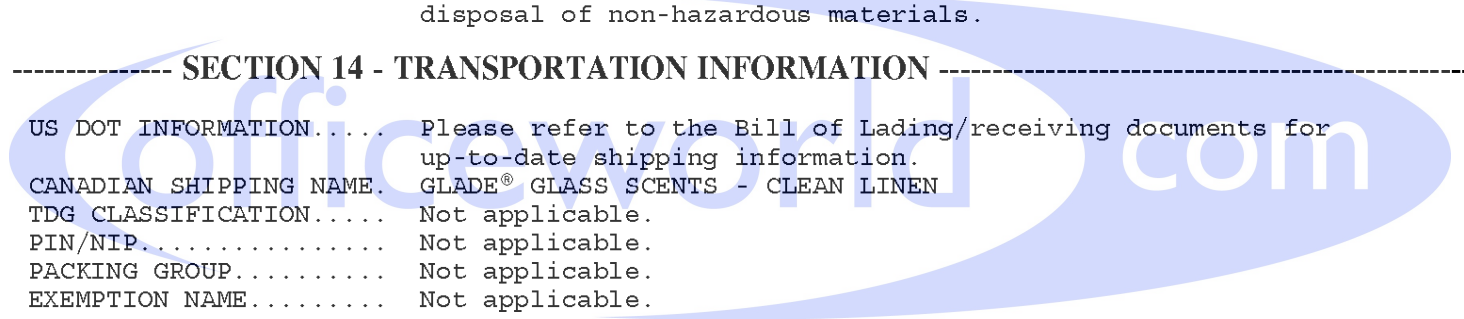 disposal of non-hazardous materials.
--------------- SECTION 14 - TRANSPORTATION INFORMATION --------------------------------------------------
US DOT INFORMATION..... Please refer to the Bill of Lading/receiving documents for
up-to-date shipping information.
CANADIAN SHIPPING NAME. GLADE® GLASS SCENTS - CLEAN LINEN
TDG CLASSIFICATION..... Not applicable.
PIN/NIP................ Not applicable.
PACKING GROUP.......... Not applicable.
EXEMPTION NAME......... Not applicable.
officeworld com